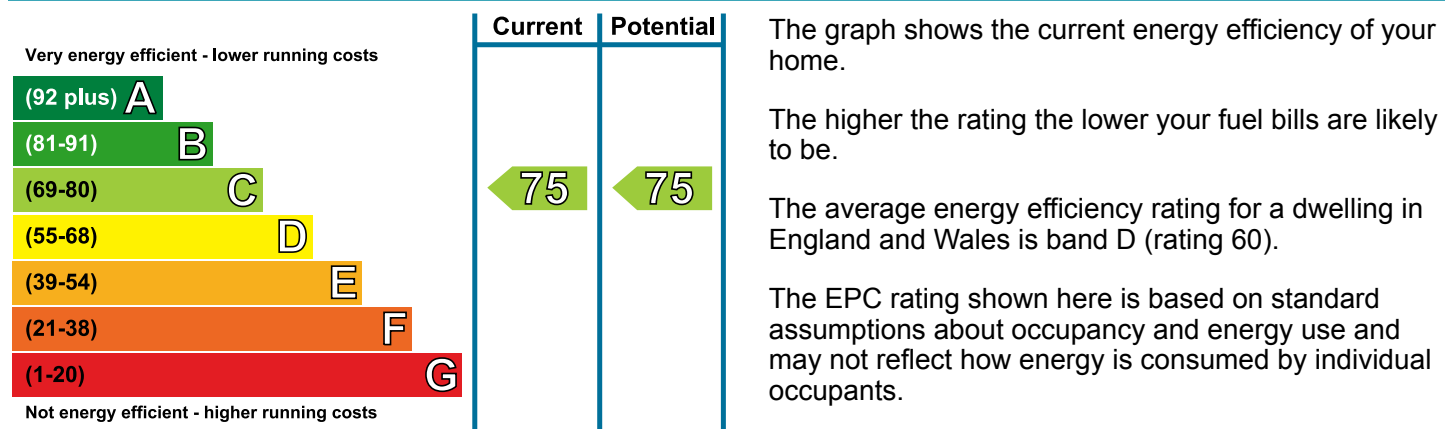 Current Potential
Very energy efficient - lower running costs
(92 plus) A
(81-91) B
(69-80) C
75 75
(55-68) D
(39-54) E
(21-38) F
(1-20) G
Not energy efficient - higher running costs
The graph shows the current energy efficiency of your
home.
The higher the rating the lower your fuel bills are likely
to be.
The average energy efficiency rating for a dwelling in
England and Wales is band D (rating 60).
The EPC rating shown here is based on standard
assumptions about occupancy and energy use and
may not reflect how energy is consumed by individual
occupants.